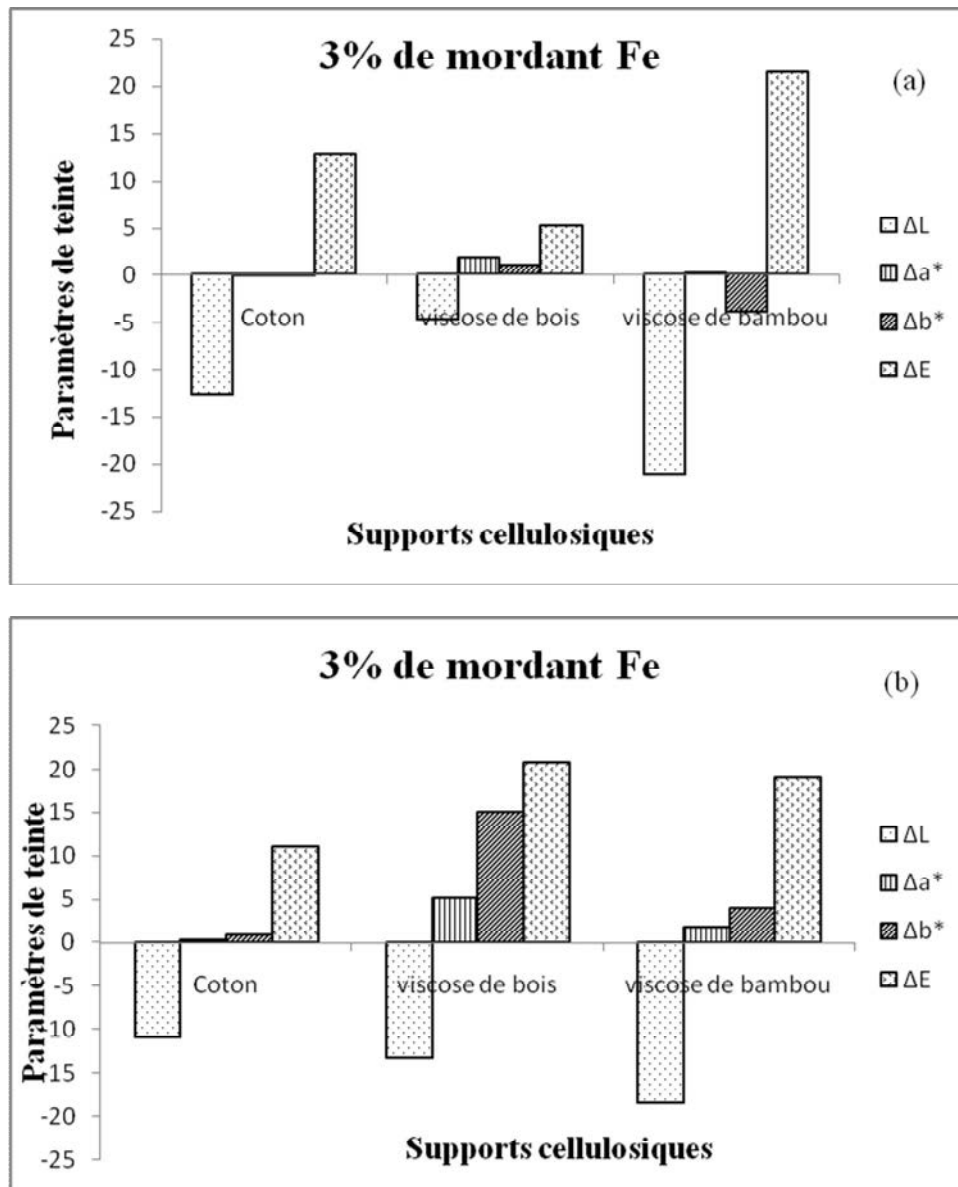 3% de mordant Fe
(a)
Paramètres de teinte
25
20
15
10
5
0
-5
-10
-15
-20
-25
Coton
viscose de bois
viscose de bambou
Supports cellulosiques
ΔL
Δa*
Δb*
ΔE
3% de mordant Fe
(b)
Paramètres de teinte
25
20
15
10
5
0
-5
-10
-15
-20
-25
Coton
viscose de bois
viscose de bambou
Supports cellulosiques
ΔL
Δa*
Δb*
ΔE